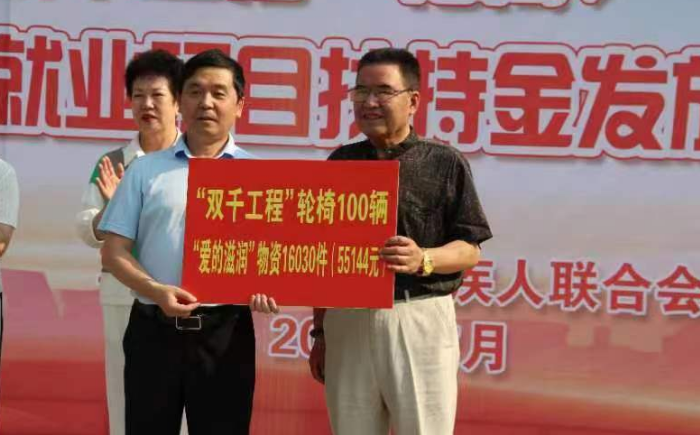 就业项目扶持金发放
疾人联合会
20 月
“双千工程”轮椅100辆
“爱的滋润”物资16030件（55144元